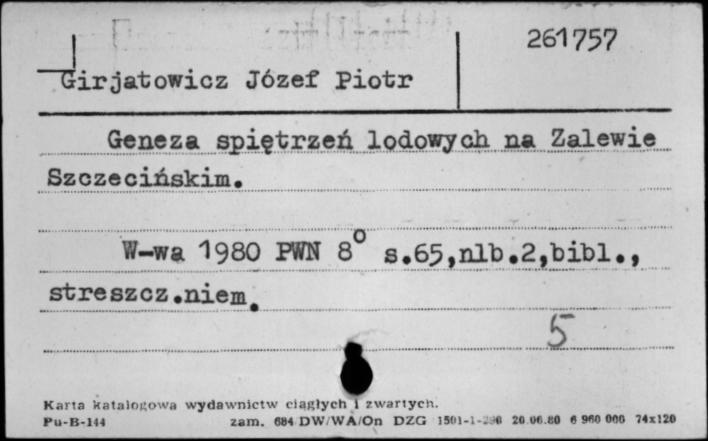 261757
Girjatowicz Józef Piotr
Geneza spiętrzeń lodowych na Zalewie
Szczecińskim.
W-wa 1980 PWN 8° s.65,nlb.2,bibl.,
streszcz.niem.
5
Karta katalogowa wydawnictw ciągłych i zwartych.
Pu-B-144 zam. 684 DW/WA/On DZG 1501-1-280 20.06.80 6 960 000 74x120